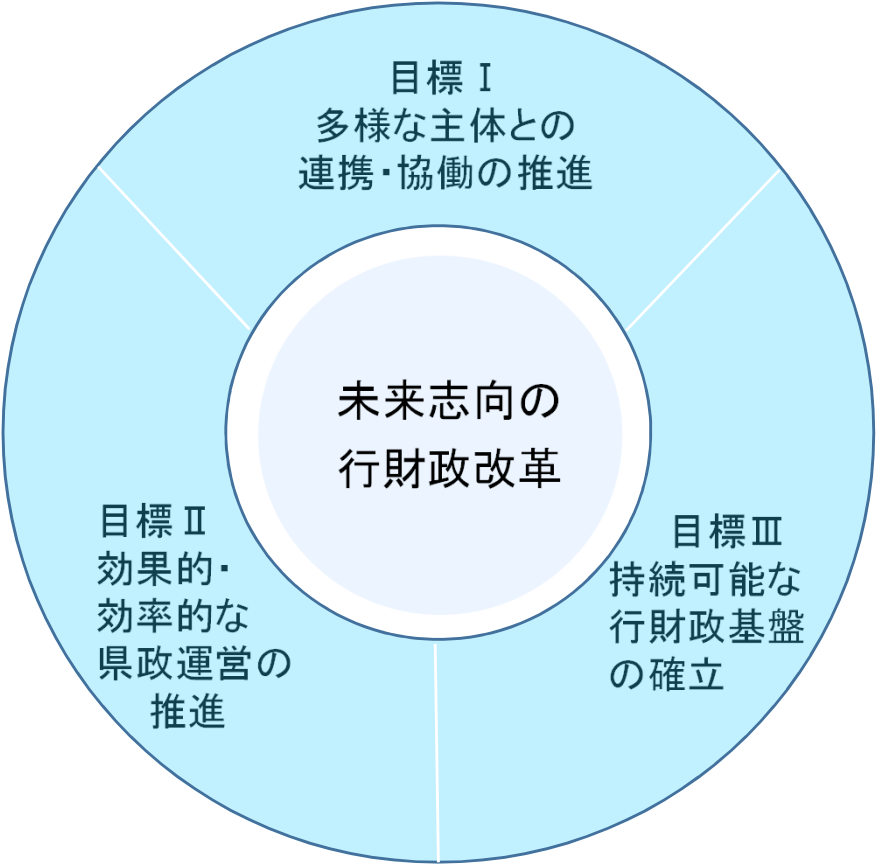 目標Ⅰ
多様な主体との
連携・協働の推進
未来志向の
行財政改革
目標Ⅱ
効果的・
効率的な
県政運営の
推進
目標Ⅲ
持続可能な
行財政基盤
の確立